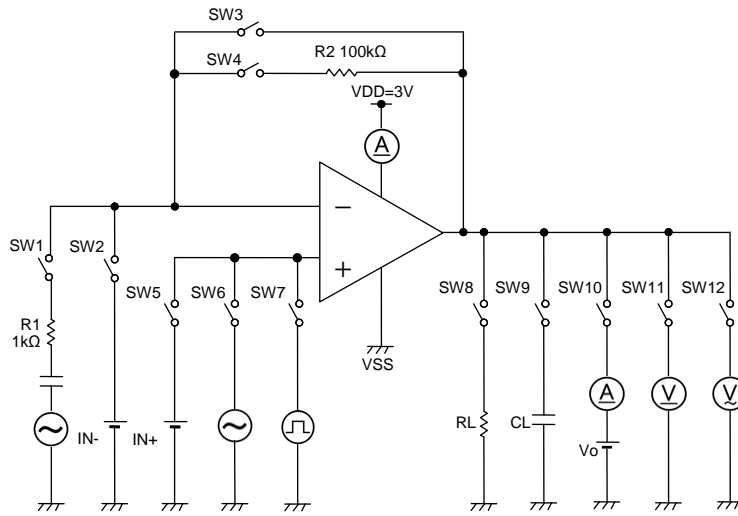 SW3
SW4
R2 100kΩ
VDD=3V
A
−
+
SW1
SW2
SW5
SW6
SW7
SW8
SW9
SW10
SW11
SW12
R1
1kΩ
VSS
A
V
V
IN-
IN+
RL
CL
Vo